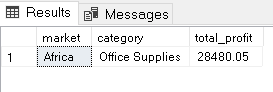 Results Messages
market category total_profit
1 Africa Office Supplies 28480.05